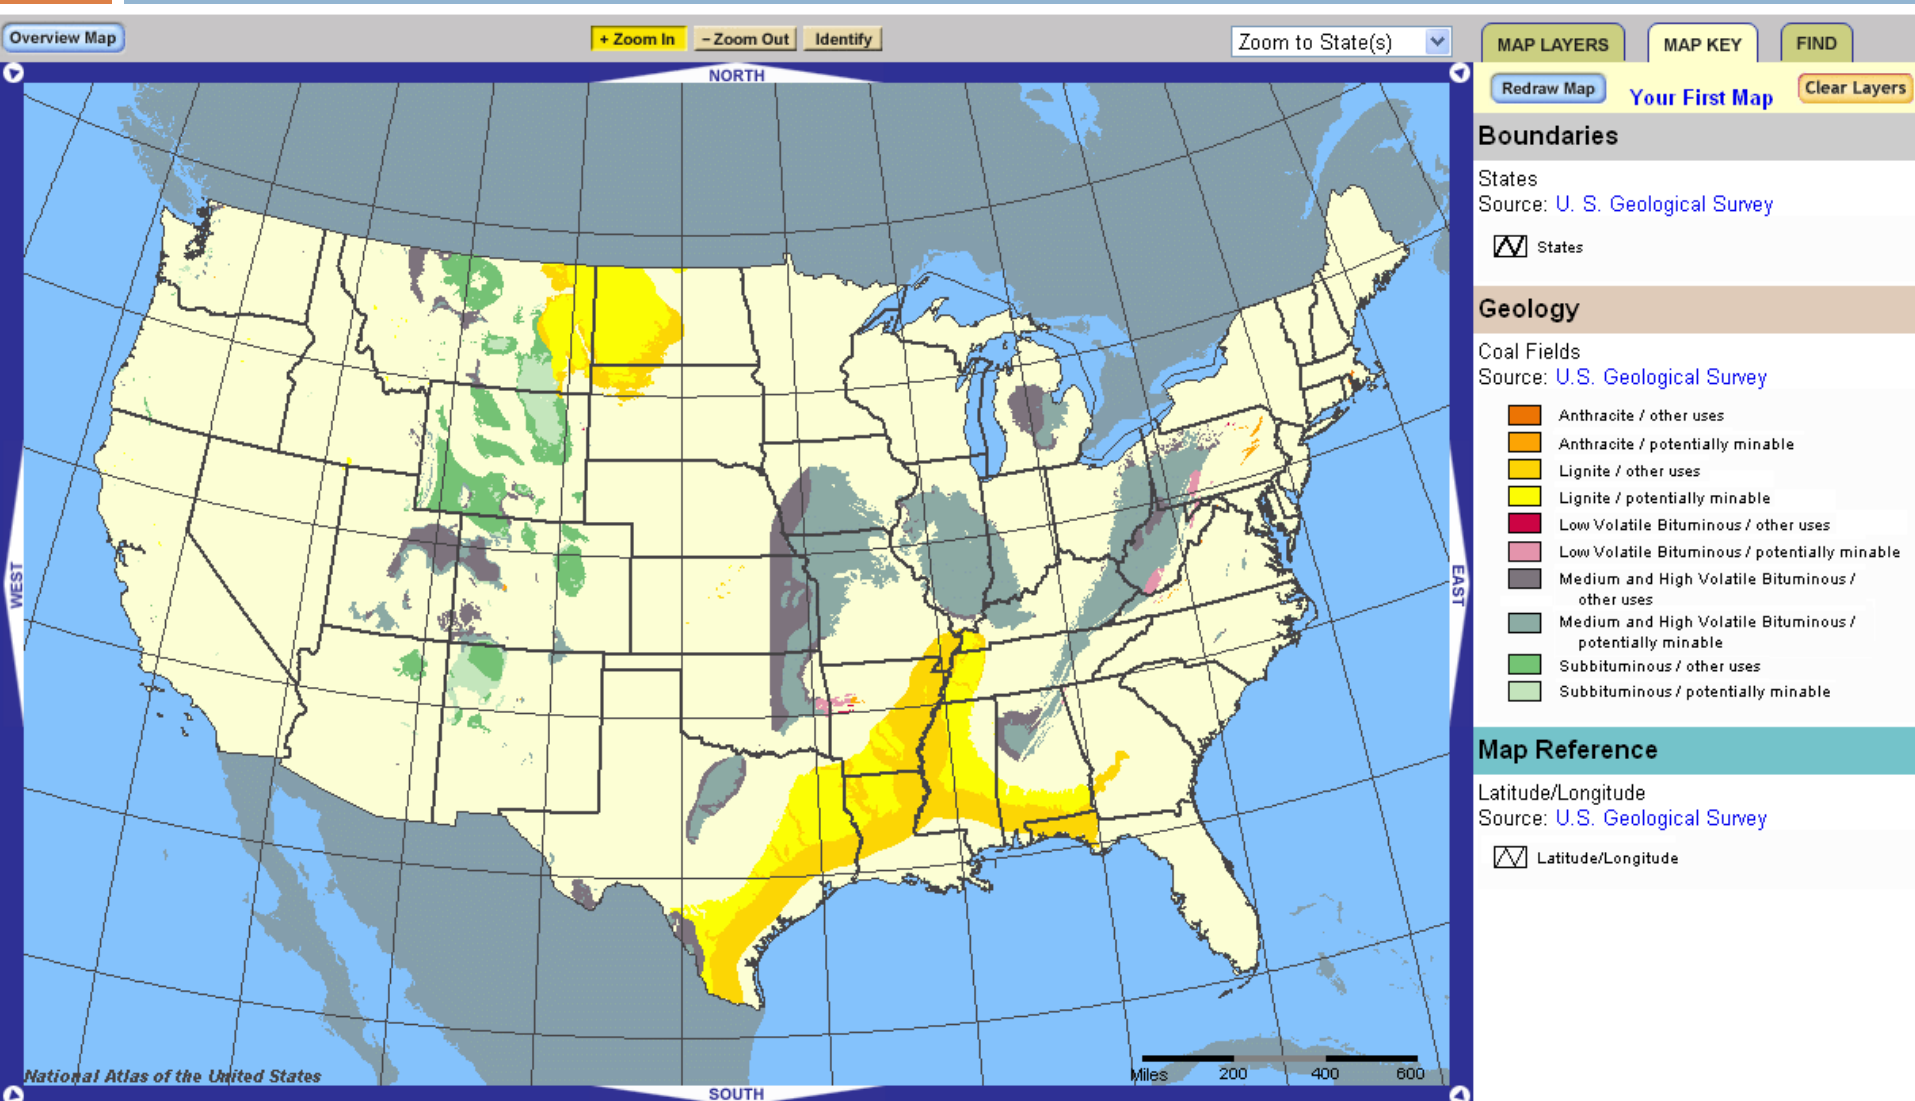 Overview Map
+ Zoom In
− Zoom Out
Identify
Zoom to State(s)
MAP LAYERS
MAP KEY
FIND
NORTH
WEST
EAST
SOUTH
National Atlas of the United States
Miles 200 400 600
Redraw Map
Your First Map
Clear Layers
Boundaries
States
Source: U. S. Geological Survey
States
Geology
Coal Fields
Source: U.S. Geological Survey
Anthracite / other uses
Anthracite / potentially minable
Lignite / other uses
Lignite / potentially minable
Low Volatile Bituminous / other uses
Low Volatile Bituminous / potentially minable
Medium and High Volatile Bituminous /
other uses
Medium and High Volatile Bituminous /
potentially minable
Subbituminous / other uses
Subbituminous / potentially minable
Map Reference
Latitude/Longitude
Source: U.S. Geological Survey
Latitude/Longitude